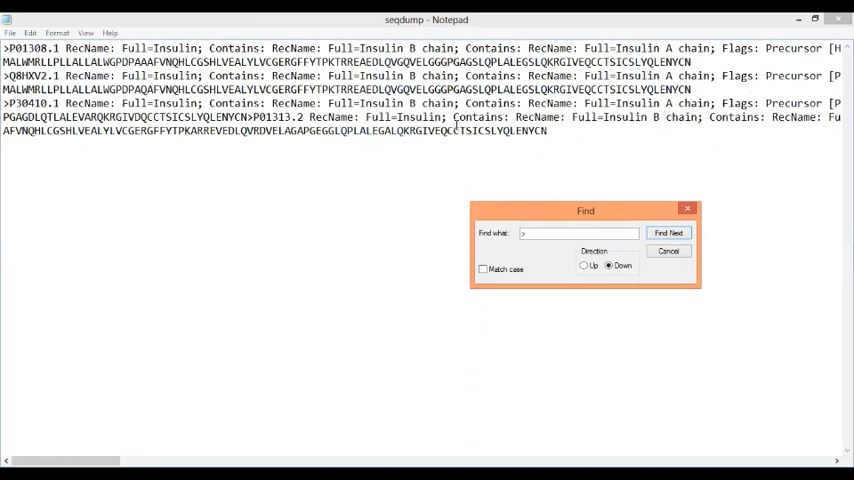 seqdump - Notepad
File Edit Format View Help
>P01308.1 RecName: Full=Insulin; Contains: RecName: Full=Insulin B chain; Contains: RecName: Full=Insulin A chain; Flags: Precursor [H
MALWMRLLPLLALLALWGPDPAAAFVNQHLCGSHLVEALYLVCGERGFFYTPKTRREAEDLQVGQVELGGGPGAGSLQPLALEGSLQKRGIVEQCCTSICSLYQLENYCN
>Q8HXV2.1 RecName: Full=Insulin; Contains: RecName: Full=Insulin B chain; Contains: RecName: Full=Insulin A chain; Flags: Precursor [P
MALWMRLLPLLALLALWGPDPAQAFVNQHLCGSHLVEALYLVCGERGFFYTPKTRREAEDLQVGQVELGGGPGAGSLQPLALEGSLQKRGIVEQCCTSICSLYQLENYCN
>P30410.1 RecName: Full=Insulin; Contains: RecName: Full=Insulin B chain; Contains: RecName: Full=Insulin A chain; Flags: Precursor [P
PGAGDLQTLALEVARQKRGIVDQCCTSICSLYQLENYCN>P01313.2 RecName: Full=Insulin; Contains: RecName: Full=Insulin B chain; Contains: RecName: Fu
AFVNQHLCGSHLVEALYLVCGERGFFYTPKARREVEDLQVRDVELAGAPGEGGLQPLALEGALQKRGIVEQCCTSICSLYQLENYCN
Find
Find what: >
Find Next
Direction
Cancel
Up Down
Match case